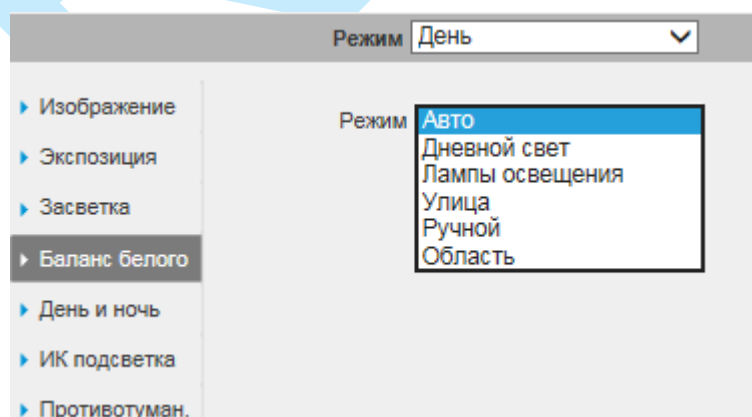 Режим День
Изображение
Экспозиция
Засветка
Баланс белого
День и ночь
ИК подсветка
Противотуман.
Режим Авто
Дневной свет
Лампы освещения
Улица
Ручной
Область